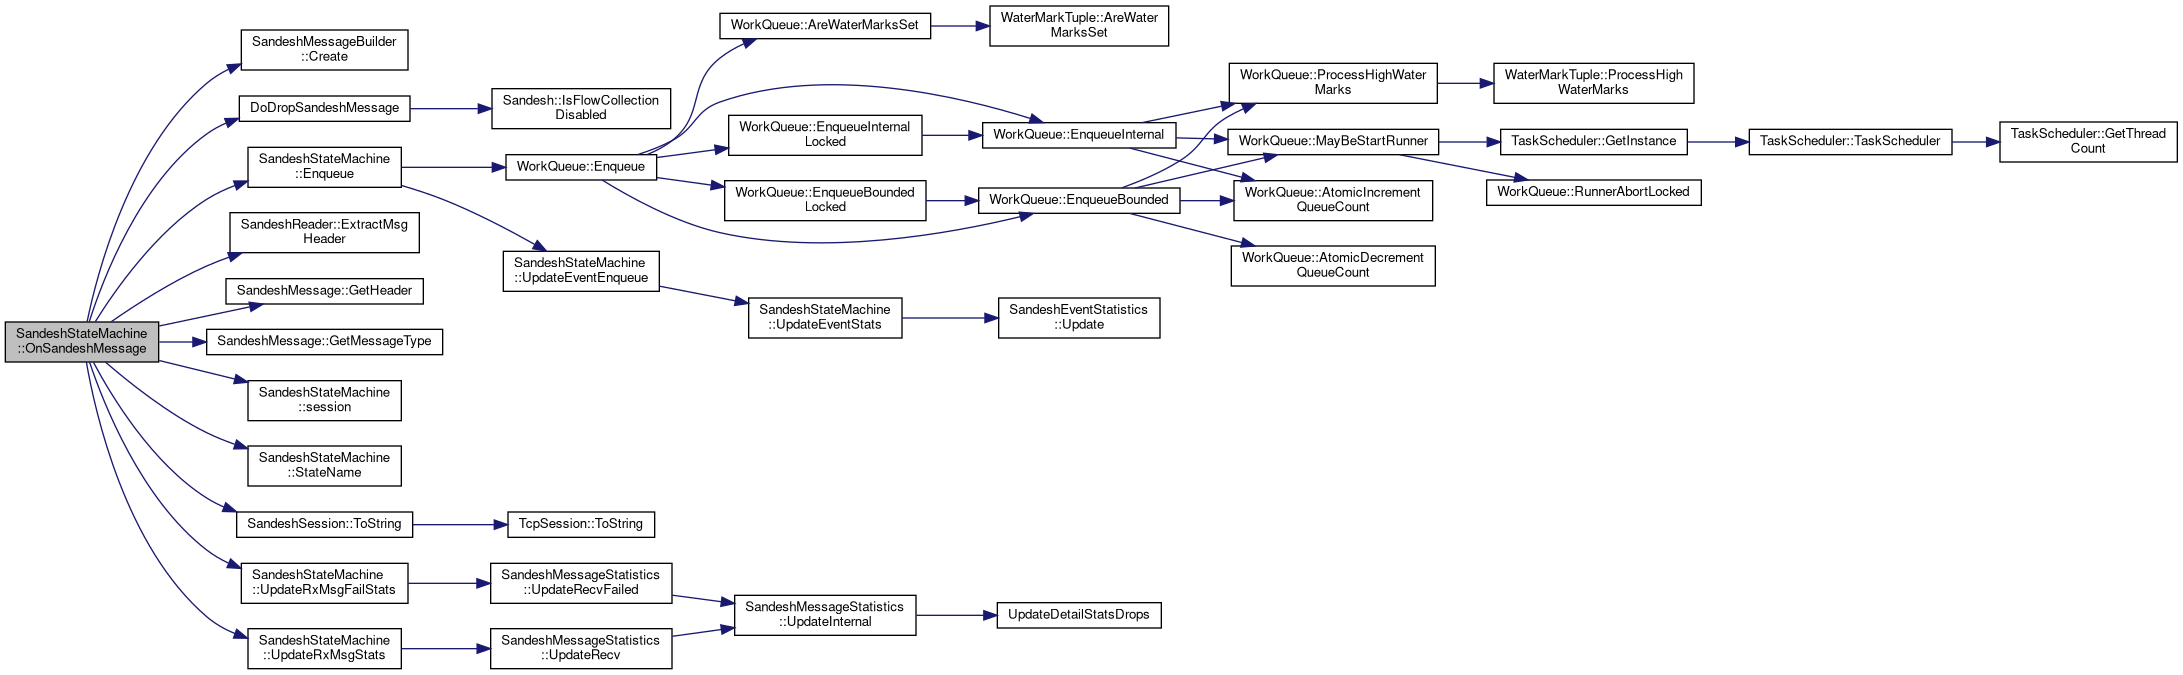 SandeshStateMachine
::OnSandeshMessage
SandeshMessageBuilder
::Create
DoDropSandeshMessage
Sandesh::IsFlowCollection
Disabled
SandeshStateMachine
::Enqueue
WorkQueue::Enqueue
WorkQueue::AreWaterMarksSet
WaterMarkTuple::AreWater
MarksSet
WorkQueue::EnqueueInternal
Locked
WorkQueue::EnqueueInternal
WorkQueue::ProcessHighWater
Marks
WaterMarkTuple::ProcessHigh
WaterMarks
WorkQueue::MayBeStartRunner
TaskScheduler::GetInstance
TaskScheduler::TaskScheduler
TaskScheduler::GetThread
Count
WorkQueue::RunnerAbortLocked
WorkQueue::AtomicIncrement
QueueCount
WorkQueue::EnqueueBounded
Locked
WorkQueue::EnqueueBounded
WorkQueue::AtomicDecrement
QueueCount
SandeshStateMachine
::UpdateEventEnqueue
SandeshStateMachine
::UpdateEventStats
SandeshEventStatistics
::Update
SandeshReader::ExtractMsg
Header
SandeshMessage::GetHeader
SandeshMessage::GetMessageType
SandeshStateMachine
::session
SandeshStateMachine
::StateName
SandeshSession::ToString
TcpSession::ToString
SandeshStateMachine
::UpdateRxMsgFailStats
SandeshMessageStatistics
::UpdateRecvFailed
SandeshMessageStatistics
::UpdateInternal
UpdateDetailStatsDrops
SandeshStateMachine
::UpdateRxMsgStats
SandeshMessageStatistics
::UpdateRecv